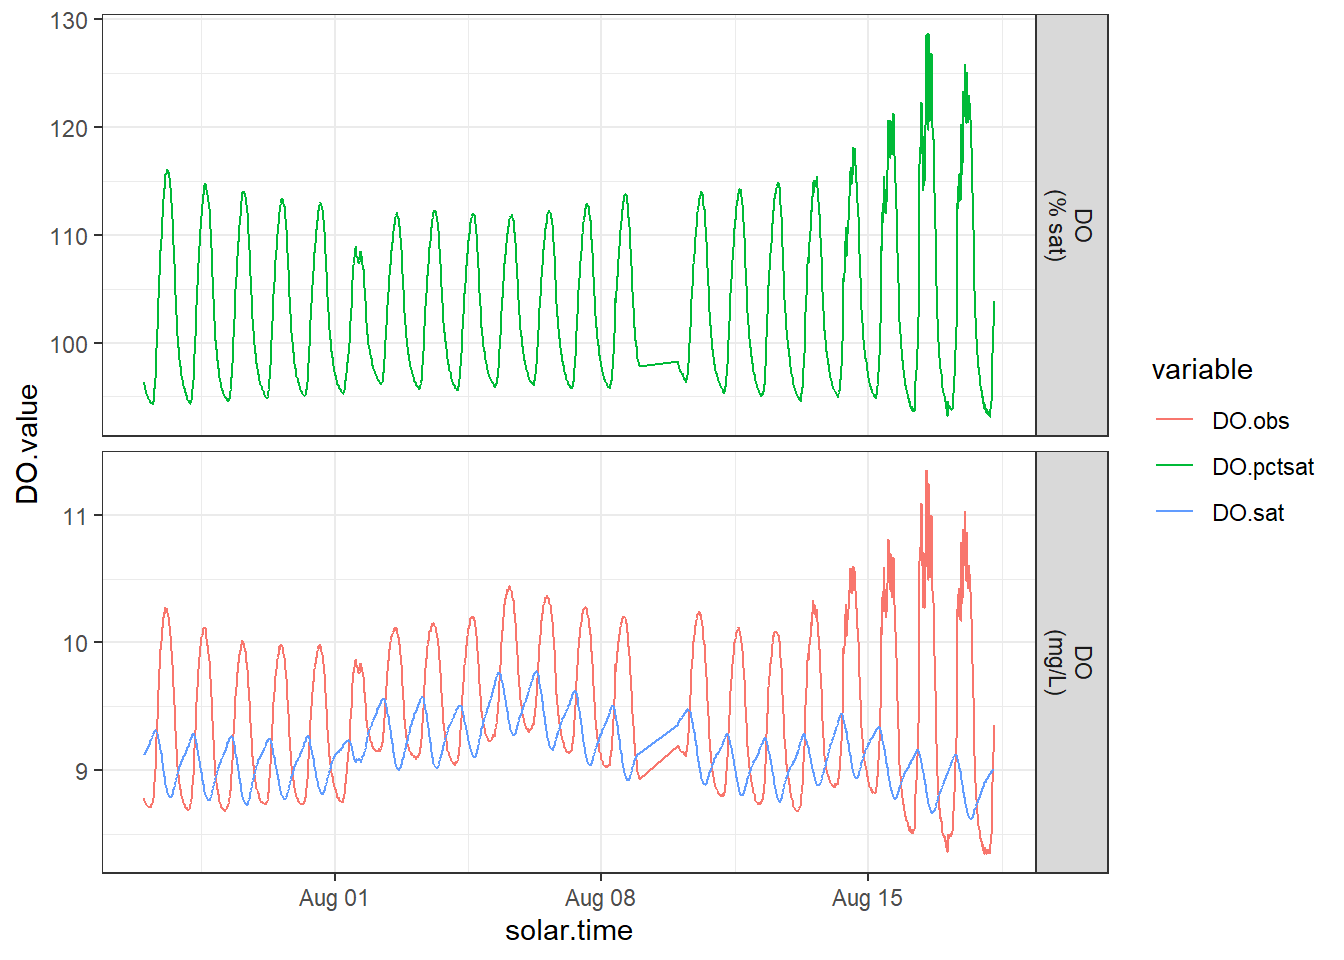 130
120
110
100
DO
(% sat)
DO.value
11
10
9
DO
(mg/L)
Aug 01
Aug 08
Aug 15
solar.time
variable
DO.obs
DO.pctsat
DO.sat